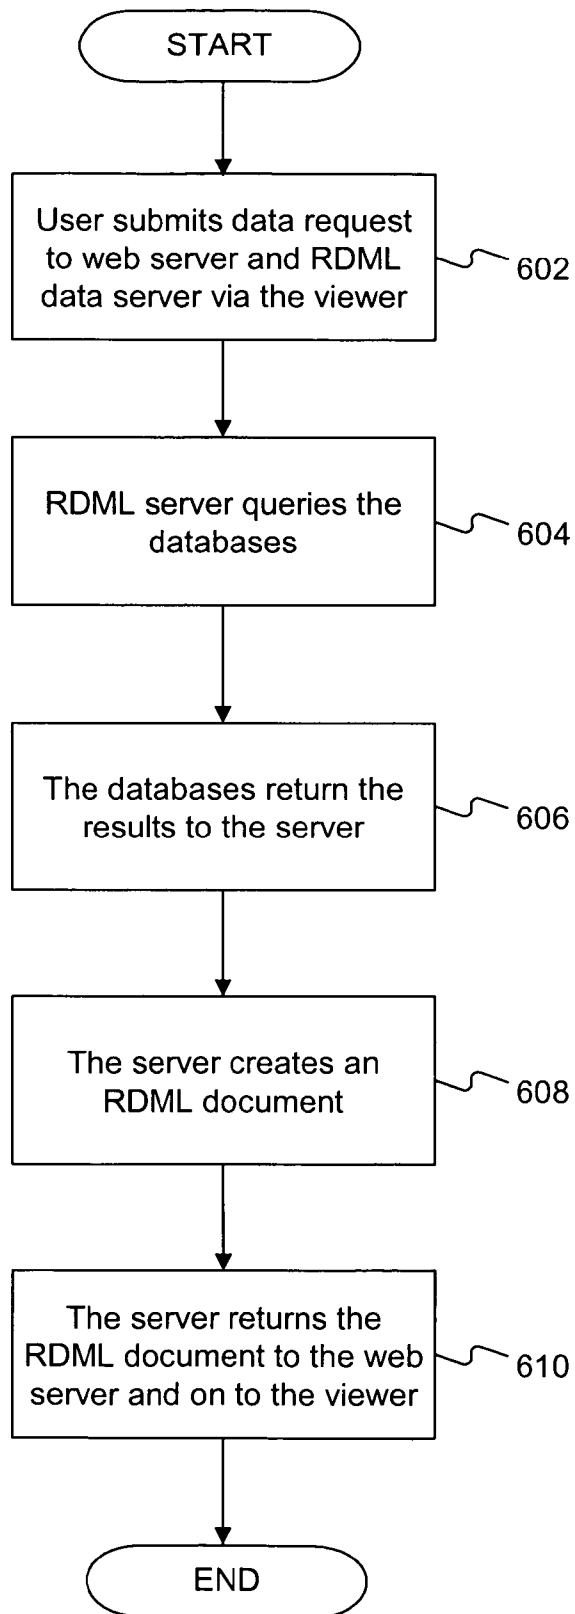 START
User submits data request
to web server and RDML
data server via the viewer
602
RDML server queries the
databases
604
The databases return the
results to the server
606
The server creates an
RDML document
608
The server returns the
RDML document to the web
server and on to the viewer
610
END